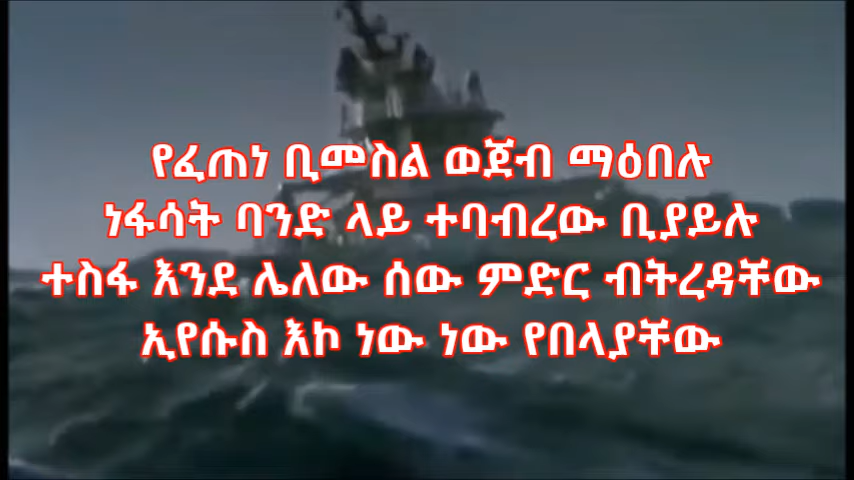 የፈጠነ ቢመስል ወጀብ ማዕበሉ
ነፋሳት ባንድ ላይ ተባብረው ቢያይሉ
ተስፋ እንደ ሌለው ሰው ምድር ብትረዳቸው
ኢየሱስ እኮ ነው ነው የበላያቸው